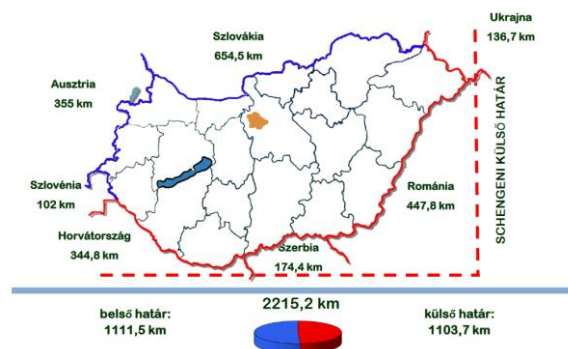 Ukrajna
136,7 km
Szlovákia
654,5 km
Ausztria
355 km
Szlovénia
102 km
Románia
447,8 km
Horvátország
344,8 km
Szerbia
174,4 km
SCHENGENI KÜLSŐ HATÁR
2215,2 km
belső határ:
1111,5 km
külső határ:
1103,7 km